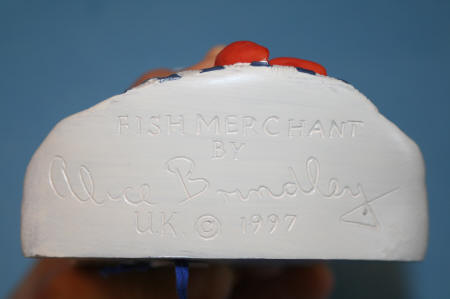 FISH MERCHANT
BY
Alice Brindley
U.K. © 1997